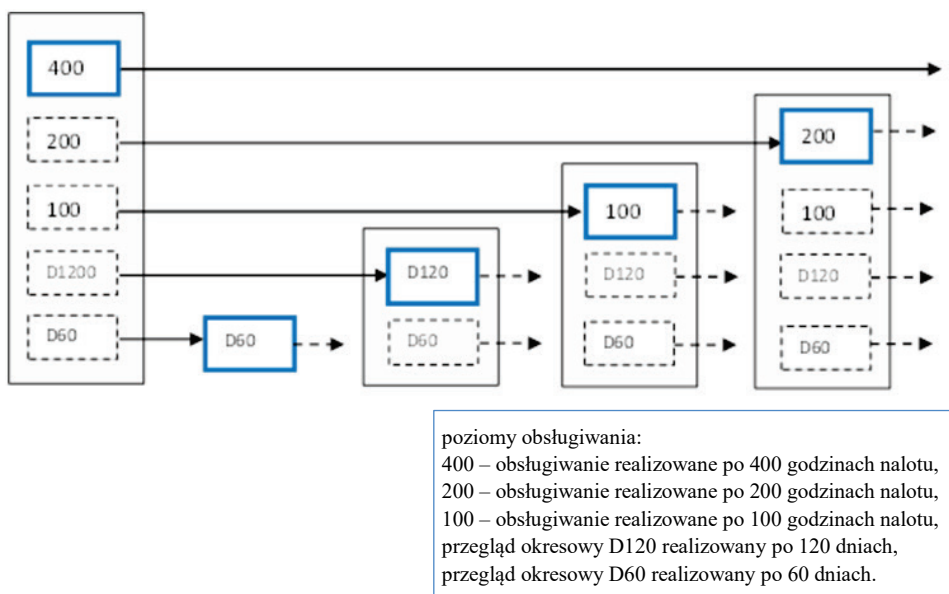 400
200
100
D1200
D60
D60
D120
D60
100
D120
D60
200
100
D120
D60
poziomy obsługiwania:
400 – obsługiwanie realizowane po 400 godzinach nalotu,
200 – obsługiwanie realizowane po 200 godzinach nalotu,
100 – obsługiwanie realizowane po 100 godzinach nalotu,
przegląd okresowy D120 realizowany po 120 dniach,
przegląd okresowy D60 realizowany po 60 dniach.